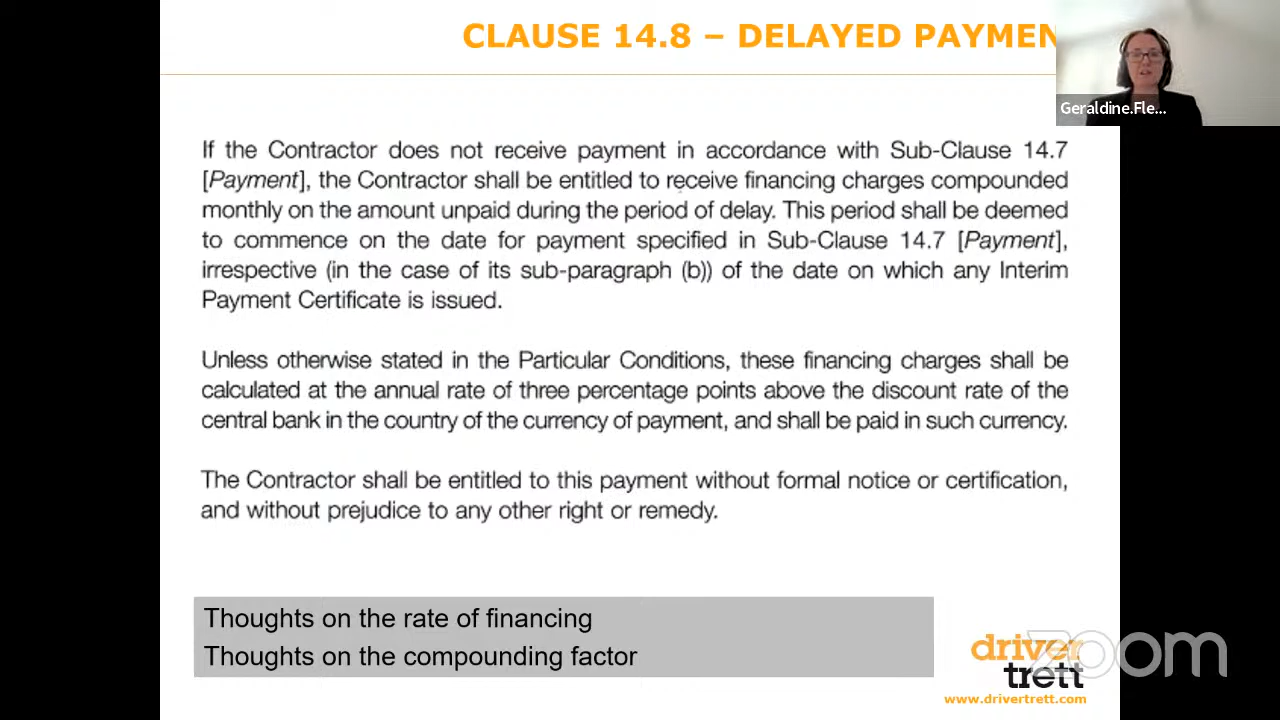 CLAUSE 14.8 – DELAYED PAYMEN
Geraldine.Fle...
If the Contractor does not receive payment in accordance with Sub-Clause 14.7
[Payment], the Contractor shall be entitled to receive financing charges compounded
monthly on the amount unpaid during the period of delay. This period shall be deemed
to commence on the date for payment specified in Sub-Clause 14.7 [Payment],
irrespective (in the case of its sub-paragraph (b)) of the date on which any Interim
Payment Certificate is issued.
Unless otherwise stated in the Particular Conditions, these financing charges shall be
calculated at the annual rate of three percentage points above the discount rate of the
central bank in the country of the currency of payment, and shall be paid in such currency.
The Contractor shall be entitled to this payment without formal notice or certification,
and without prejudice to any other right or remedy.
Thoughts on the rate of financing
Thoughts on the compounding factor
driver
trett
zoom
www.drivertrett.com